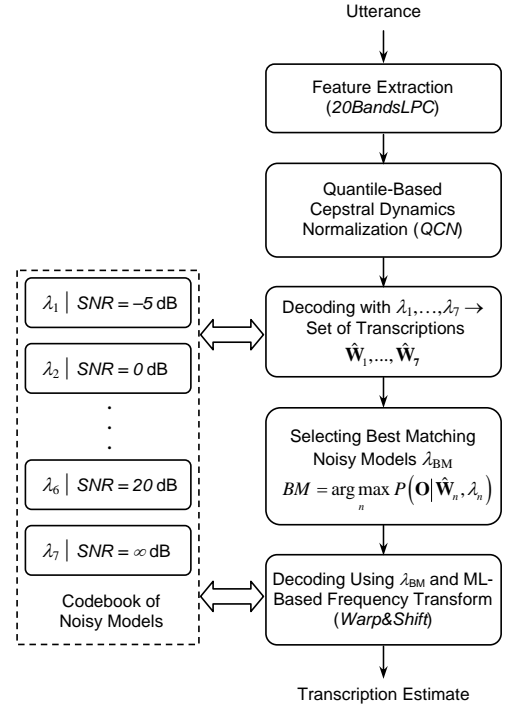 Utterance
Feature Extraction
(20BandsLPC)
Quantile-Based
Cepstral Dynamics
Normalization (QCN)
Decoding with λ₁,…,λ₇ →
Set of Transcriptions
Ŵ₁,..., Ŵ₇
Selecting Best Matching
Noisy Models λ_BM
BM = arg max P(O|Ŵₙ, λₙ)
n
Decoding Using λ_BM and ML-
Based Frequency Transform
(Warp&Shift)
Transcription Estimate
λ₁ | SNR = –5 dB
λ₂ | SNR = 0 dB
.
.
.
λ₆ | SNR = 20 dB
λ₇ | SNR = ∞ dB
Codebook of
Noisy Models